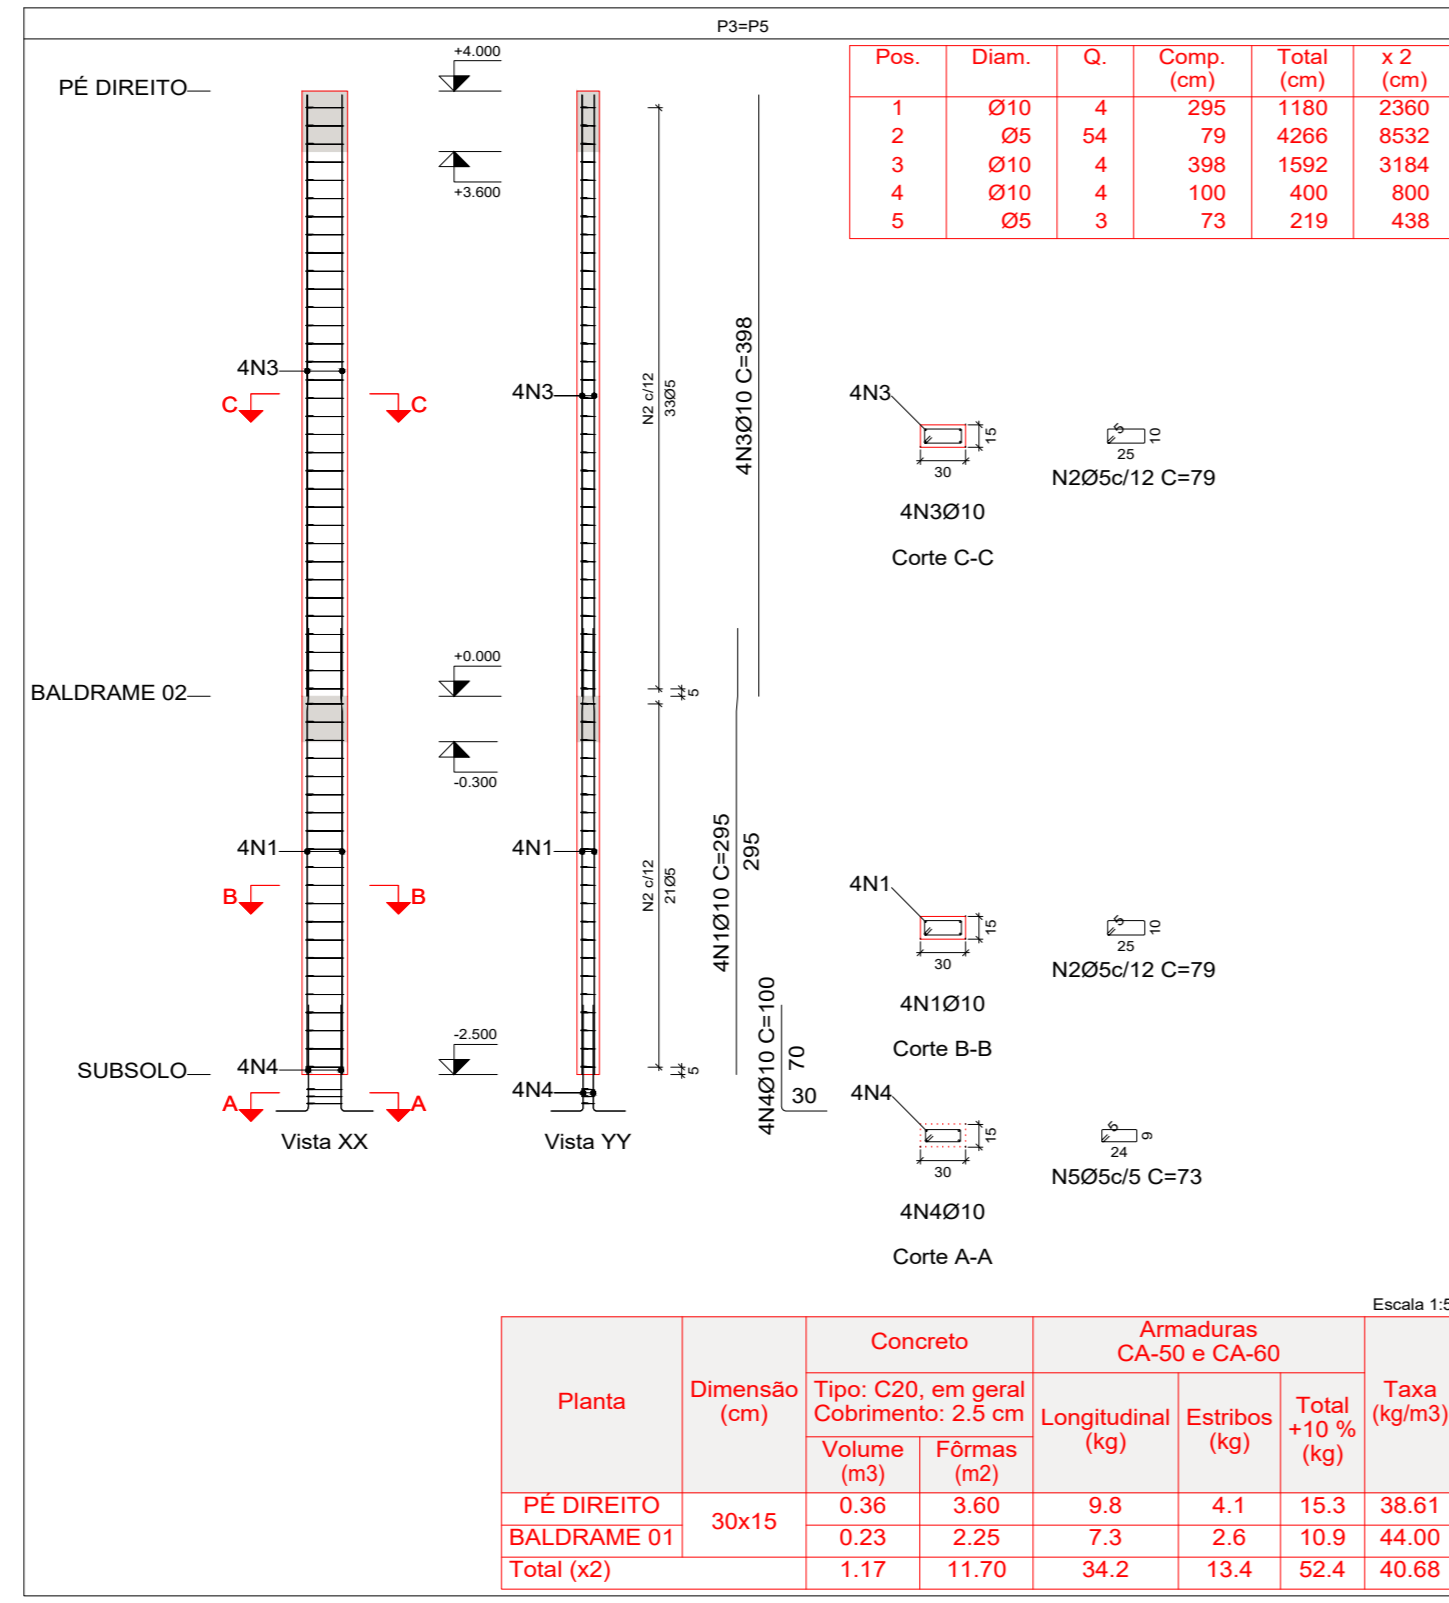 P3=P5
Pos. Diam. Q. Comp. (cm) Total (cm) x 2 (cm)
1 Ø10 4 295 1180 2360
2 Ø5 54 79 4266 8532
3 Ø10 4 398 1592 3184
4 Ø10 4 100 400 800
5 Ø5 3 73 219 438
PÉ DIREITO
+4.000
+3.600
4N3
C C
4N3
N2 c/12
33Ø5
4N3Ø10 C=398
4N3
15
30
4N3Ø10
Corte C-C
5
10
25
N2Ø5c/12 C=79
BALDRAME 02
+0.000
-0.300
5
4N1
B B
4N1
N2 c/12
21Ø5
4N1Ø10 C=295
295
4N1
15
30
4N1Ø10
Corte B-B
5
10
25
N2Ø5c/12 C=79
SUBSOLO
-2.500
5
4N4
A A
4N4
4N4Ø10 C=100
70
30
Vista XX
Vista YY
4N4
15
30
4N4Ø10
Corte A-A
5
9
24
N5Ø5c/5 C=73
Escala 1:5
Planta
Dimensão (cm)
Concreto
Tipo: C20, em geral
Cobrimento: 2.5 cm
Volume (m3)
Fôrmas (m2)
Armaduras
CA-50 e CA-60
Longitudinal (kg)
Estribos (kg)
Total +10 % (kg)
Taxa (kg/m3)
PÉ DIREITO 30x15 0.36 3.60 9.8 4.1 15.3 38.61
BALDRAME 01 0.23 2.25 7.3 2.6 10.9 44.00
Total (x2) 1.17 11.70 34.2 13.4 52.4 40.68